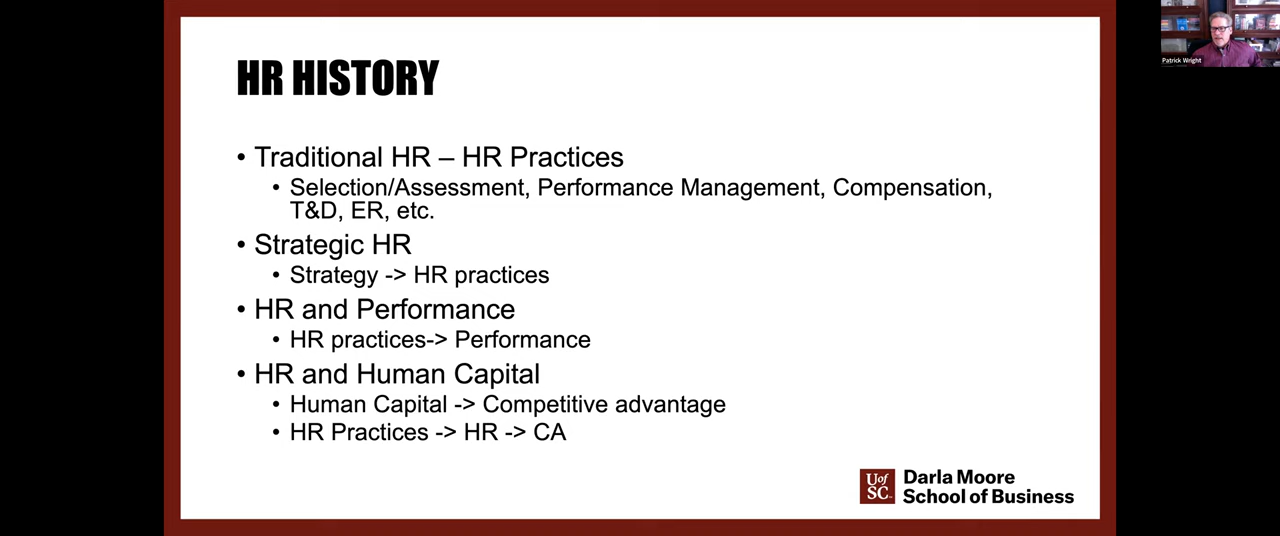 HR HISTORY
• Traditional HR – HR Practices
• Selection/Assessment, Performance Management, Compensation,
T&D, ER, etc.
• Strategic HR
• Strategy -> HR practices
• HR and Performance
• HR practices-> Performance
• HR and Human Capital
• Human Capital -> Competitive advantage
• HR Practices -> HR -> CA
UofSC
Darla Moore
School of Business
Patrick Wright